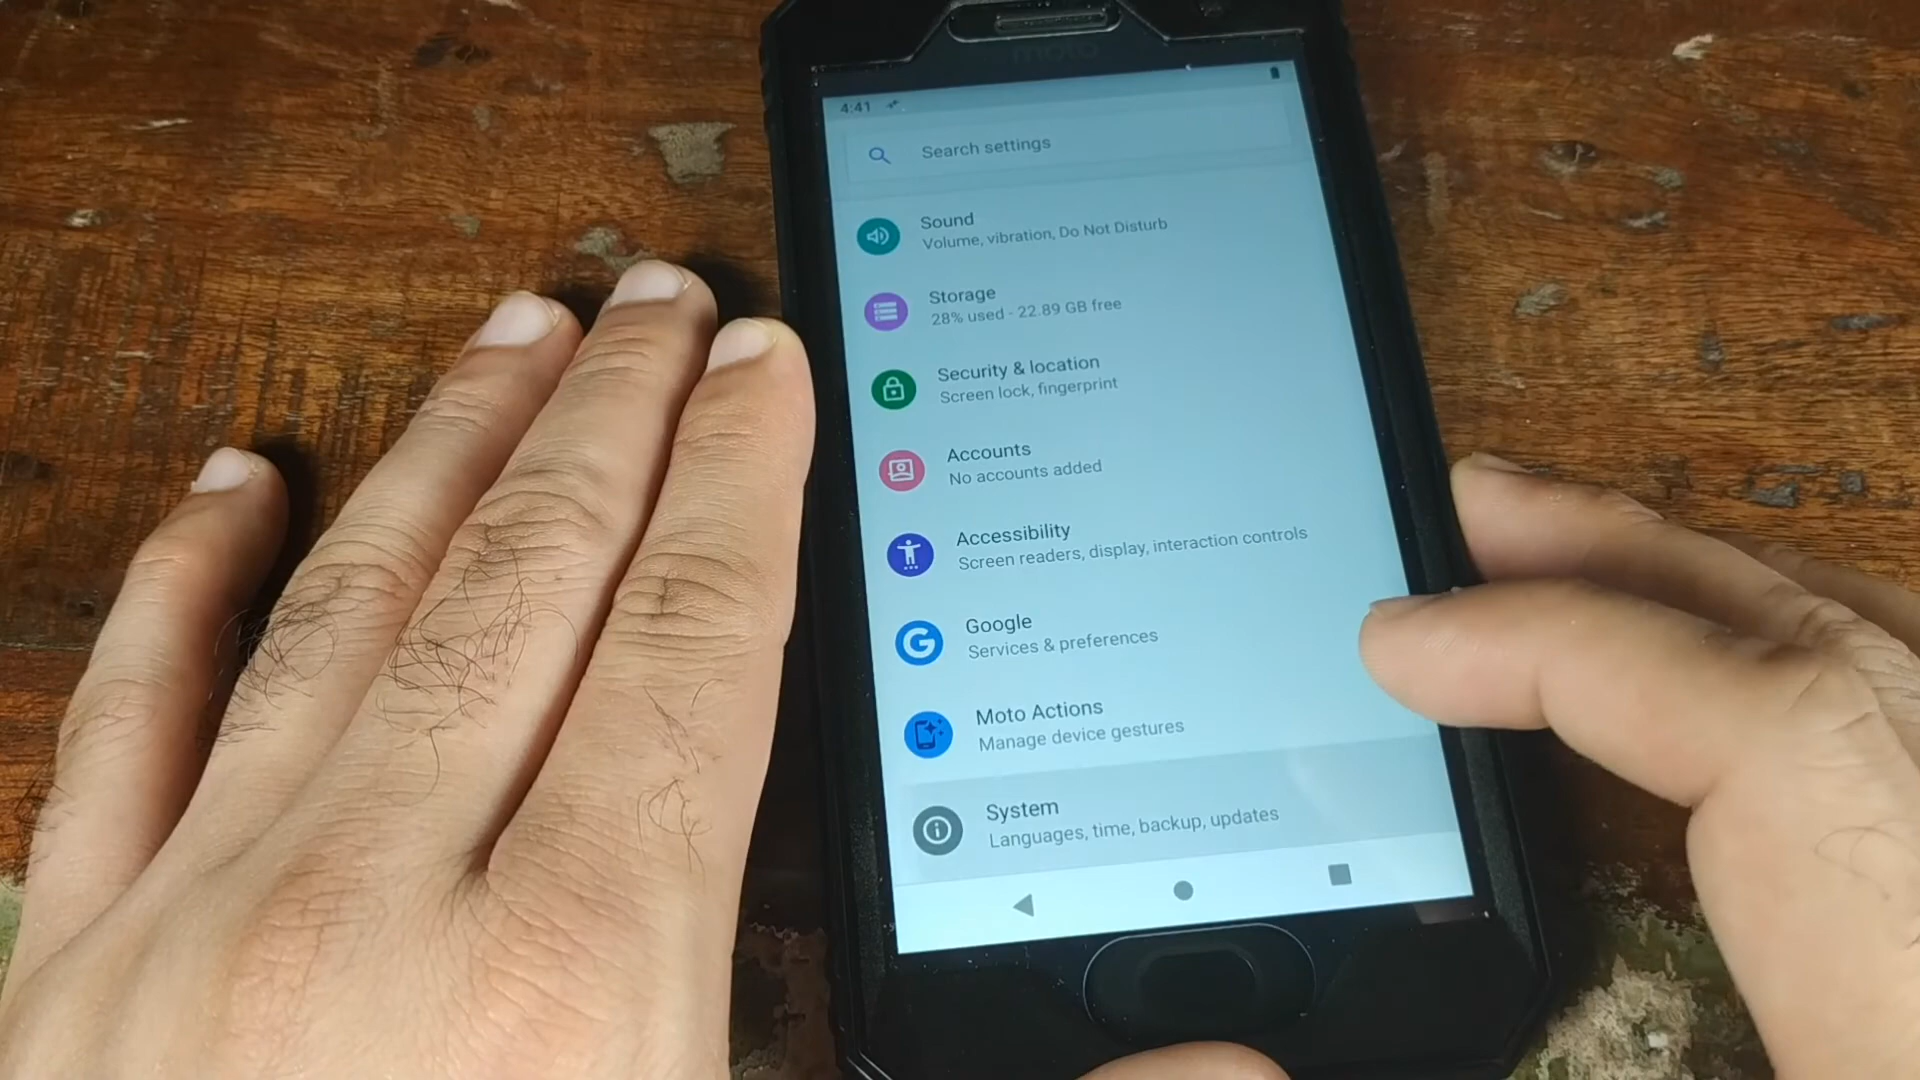 moto
4:41
Search settings
Sound
Volume, vibration, Do Not Disturb
Storage
28% used - 22.89 GB free
Security & location
Screen lock, fingerprint
Accounts
No accounts added
Accessibility
Screen readers, display, interaction controls
Google
Services & preferences
Moto Actions
Manage device gestures
System
Languages, time, backup, updates